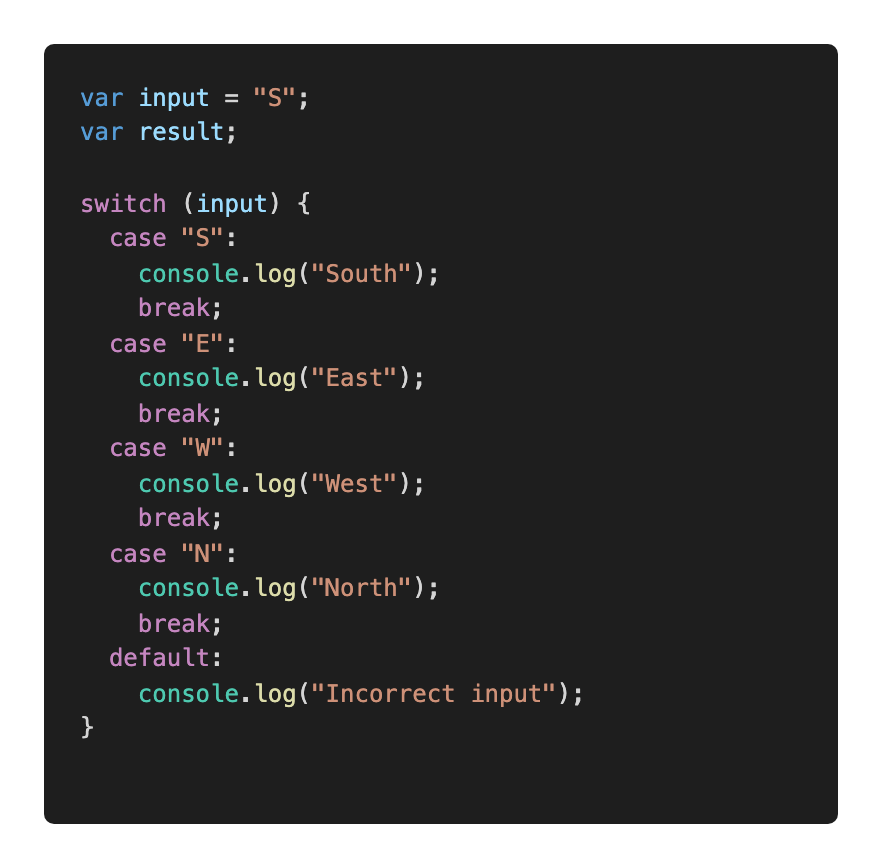 var input = "S";
var result;

switch (input) {
  case "S":
    console.log("South");
    break;
  case "E":
    console.log("East");
    break;
  case "W":
    console.log("West");
    break;
  case "N":
    console.log("North");
    break;
  default:
    console.log("Incorrect input");
}